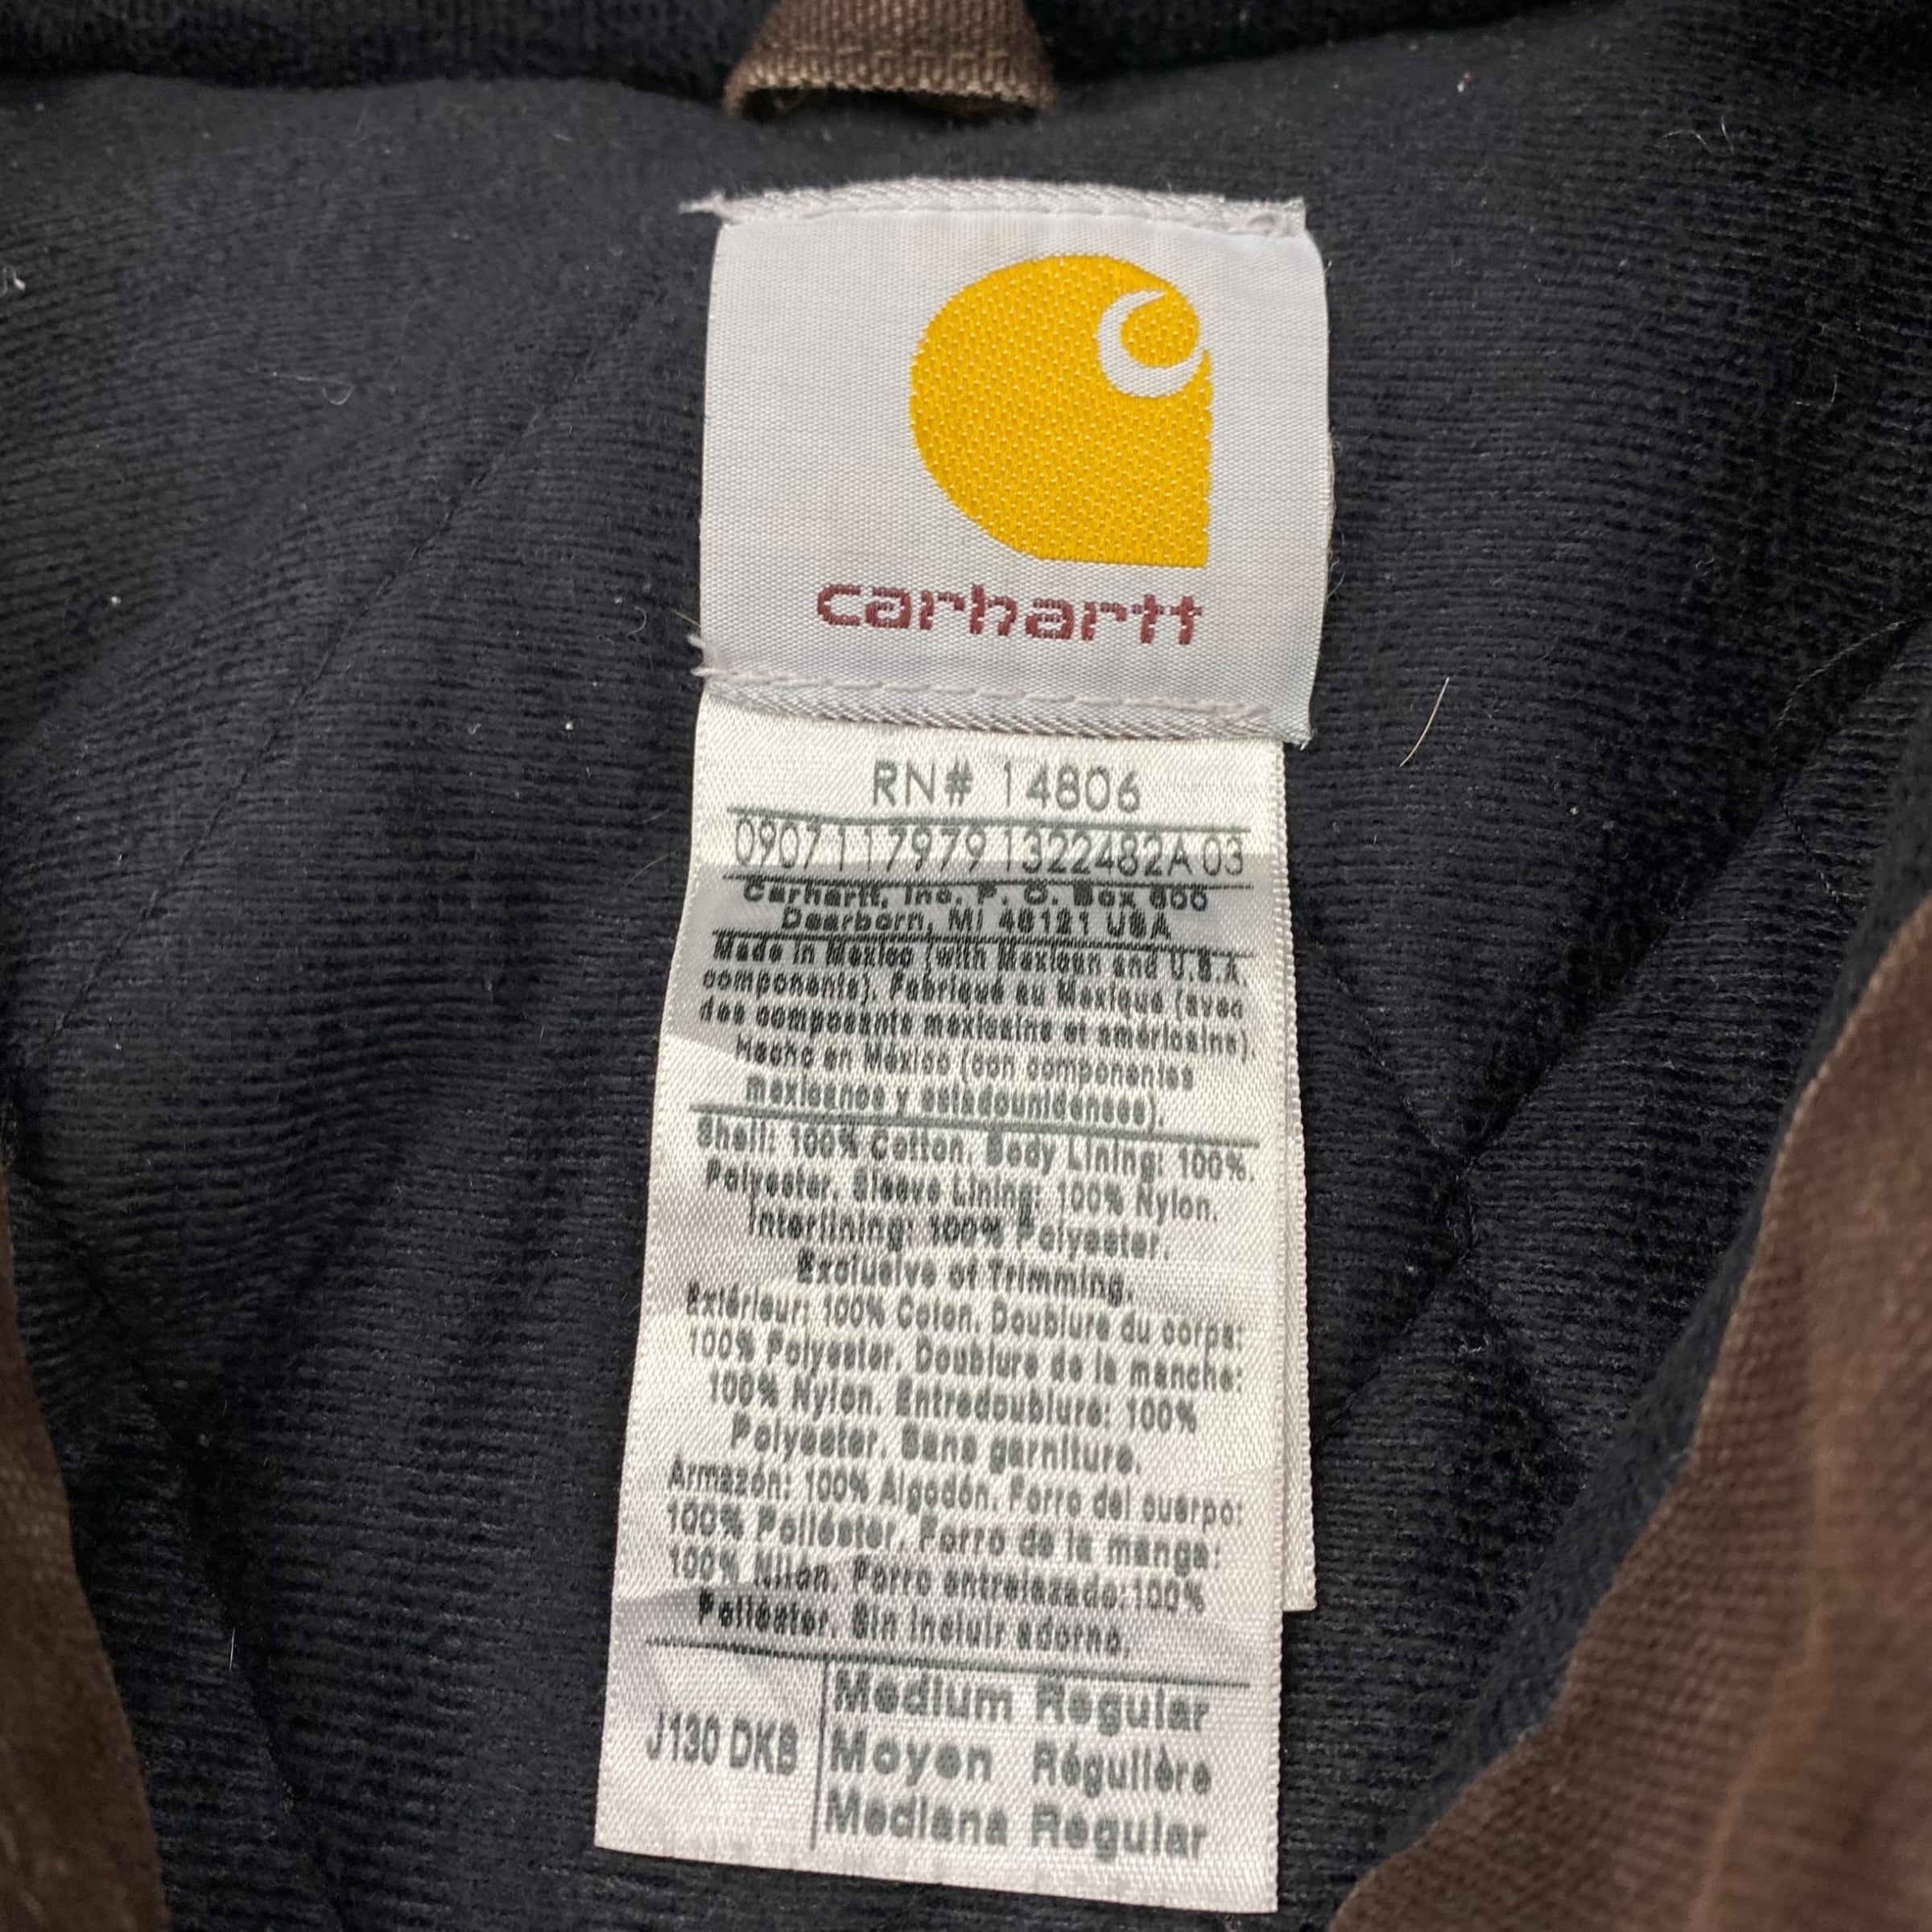 carhartt
RN# 14806
0907 117979 1322482A 03
Carhartt, Inc. P. O. Box 600
Dearborn, MI 48121 USA
Made in Mexico (with Mexican and U.S.A.
components). Fabriqué au Mexique (avec
des composants mexicains et américains).
Hecho en México (con componentes
mexicanos y estadounidenses).
Shell: 100% Cotton. Body Lining: 100%.
Polyester. Sleeve Lining: 100% Nylon.
Interlining: 100% Polyester.
Exclusive of Trimming.
Extérieur: 100% Coton. Doublure du corps:
100% Polyester. Doublure de la manche:
100% Nylon. Entredoublure: 100%
Polyester. Sans garniture.
Armazón: 100% Algodón. Forro del cuerpo:
100% Poliéster. Forro de la manga:
100% Nilón. Forro entrelazado:100%
Poliéster. Sin incluir adorno.
J130 DKB
Medium Regular
Moyen Régulière
Mediana Regular